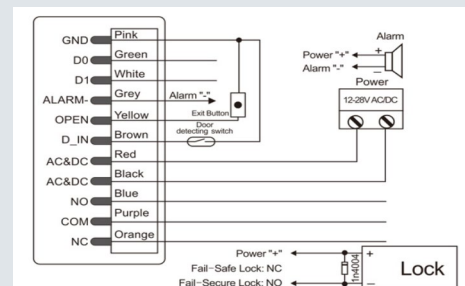 GND Pink
D0 Green
D1 White
ALARM- Grey Alarm "-"
OPEN Yellow Exit Button
D_IN Brown Door
detecting switch
AC&DC Red
AC&DC Black
NO Blue
COM Purple
NC Orange
Alarm
Power "+" +
Alarm "-" −
Power
12-28V AC/DC
Power "+" +
Fail-Safe Lock: NC
Fail-Secure Lock: NO −
1n4004
Lock